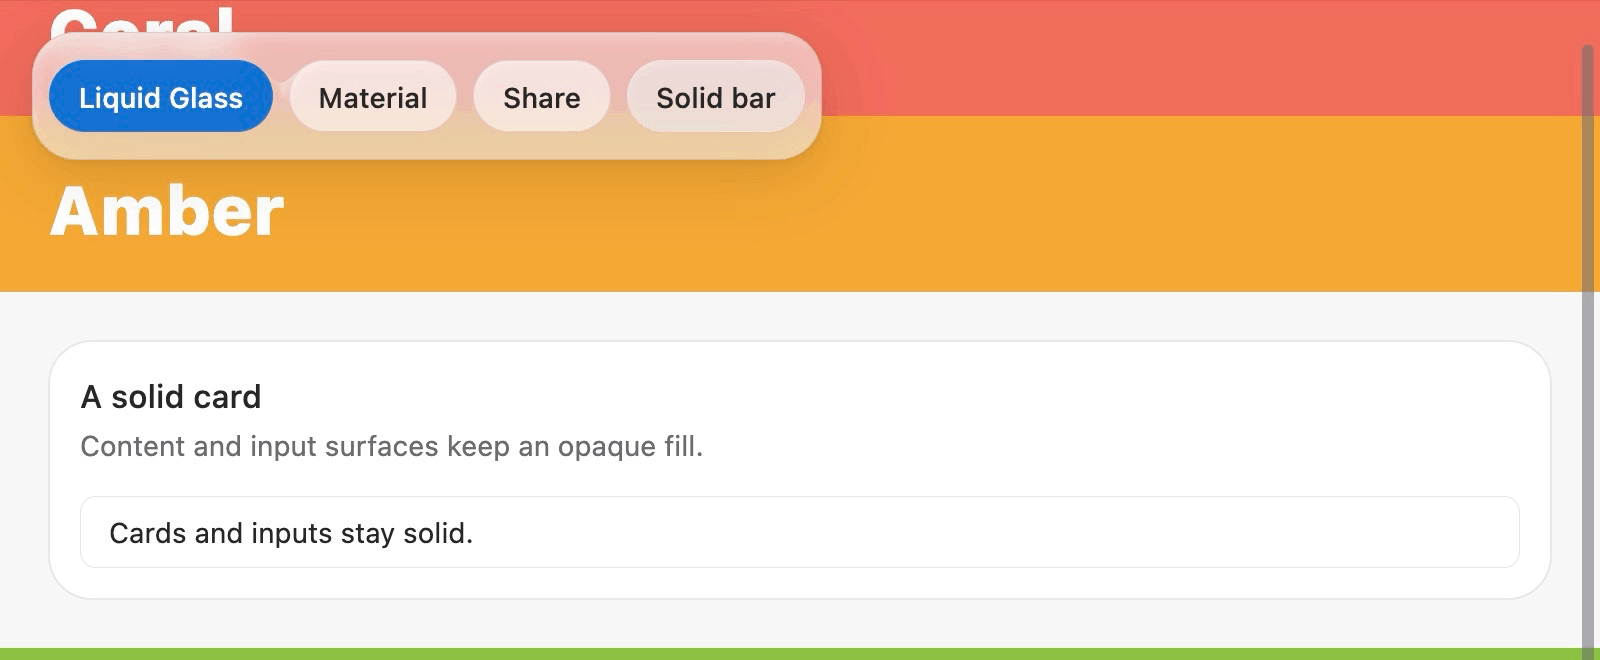 Coral
Liquid Glass
Material
Share
Solid bar
Amber
A solid card
Content and input surfaces keep an opaque fill.
Cards and inputs stay solid.